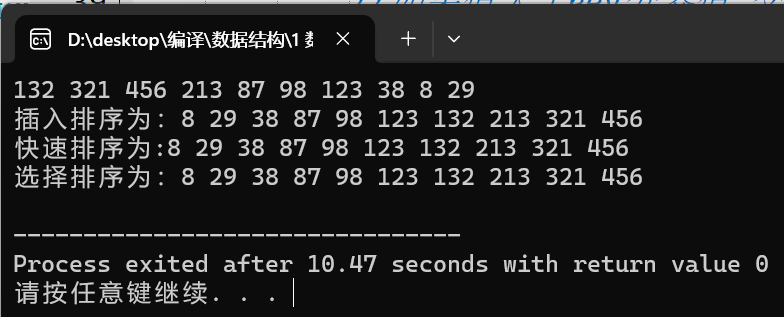 D:\desktop\编译\数据结构\1
132 321 456 213 87 98 123 38 8 29
插入排序为：8 29 38 87 98 123 132 213 321 456
快速排序为:8 29 38 87 98 123 132 213 321 456
选择排序为：8 29 38 87 98 123 132 213 321 456
--------------------------------
Process exited after 10.47 seconds with return value 0
请按任意键继续. . .